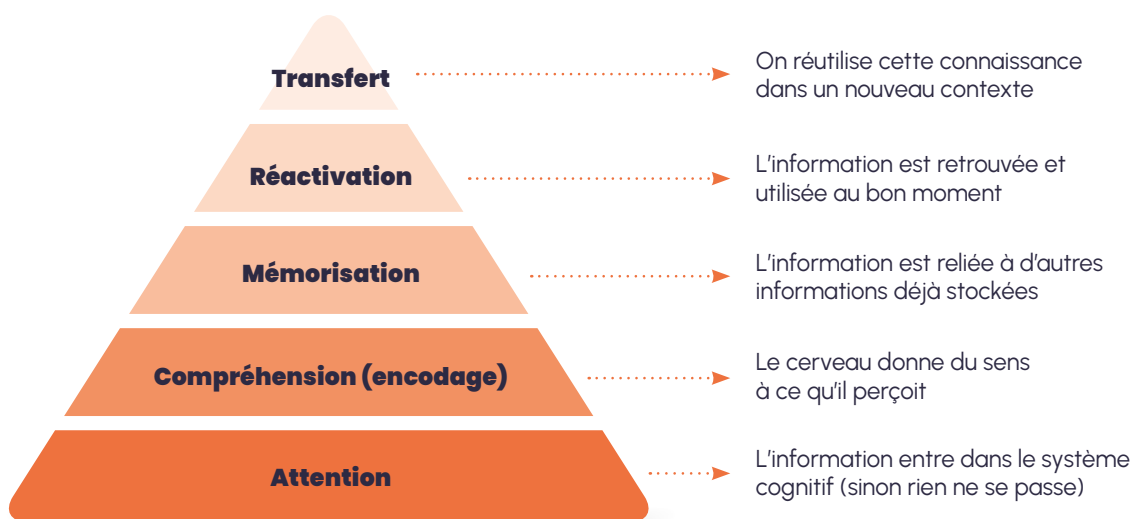 Transfert
On réutilise cette connaissance
dans un nouveau contexte
Réactivation
L'information est retrouvée et
utilisée au bon moment
Mémorisation
L'information est reliée à d'autres
informations déjà stockées
Compréhension (encodage)
Le cerveau donne du sens
à ce qu'il perçoit
Attention
L'information entre dans le système
cognitif (sinon rien ne se passe)